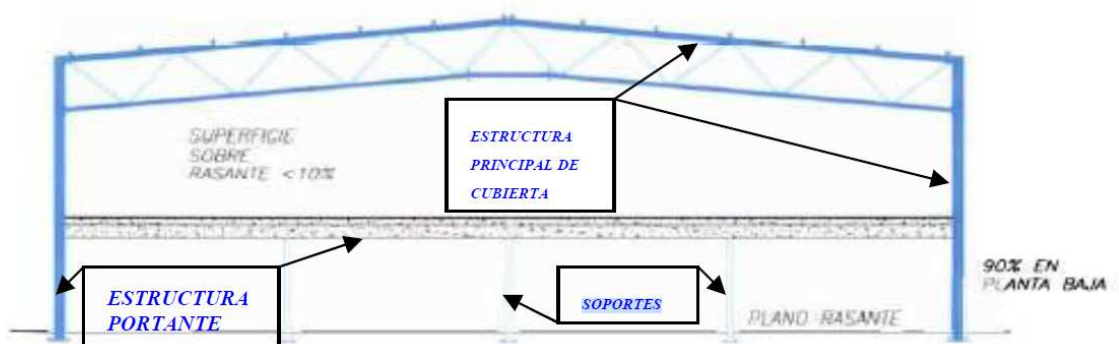 SUPERFICIE
SOBRE
RASANTE <10%
ESTRUCTURA
PRINCIPAL DE
CUBIERTA
ESTRUCTURA
PORTANTE
SOPORTES
90% EN
PLANTA BAJA
PLANO RASANTE